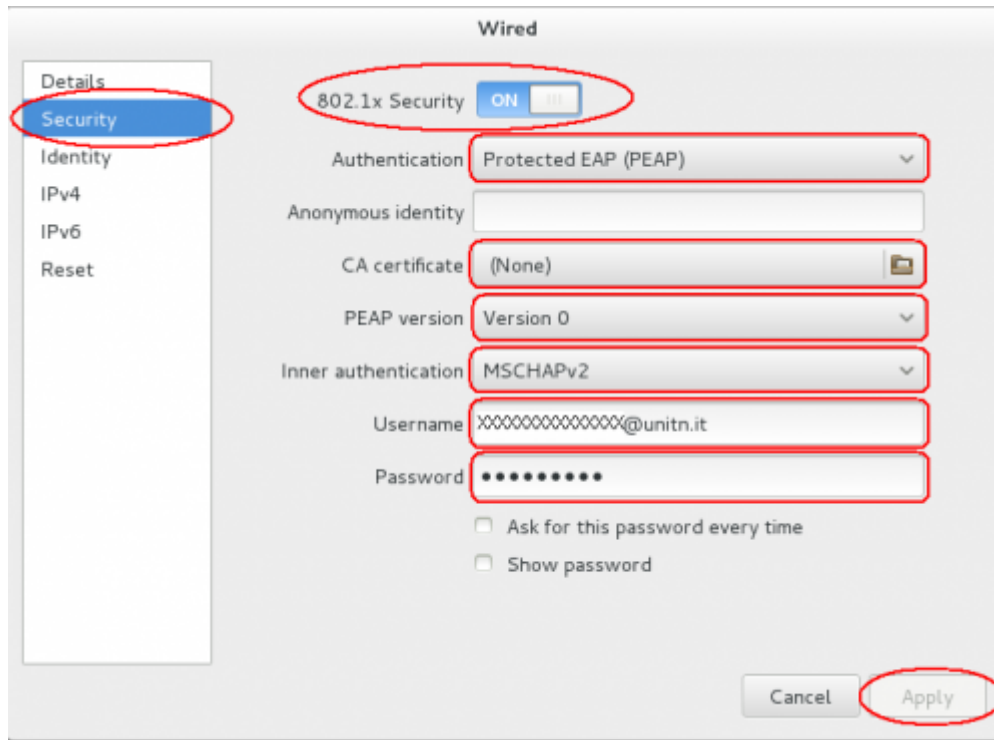 Wired
Details
Security
Identity
IPv4
IPv6
Reset
802.1x Security ON
Authentication Protected EAP (PEAP)
Anonymous identity
CA certificate (None)
PEAP version Version 0
Inner authentication MSCHAPv2
Username XXXXXXXXXXXXXX@unitn.it
Password •••••••••
Ask for this password every time
Show password
Cancel Apply